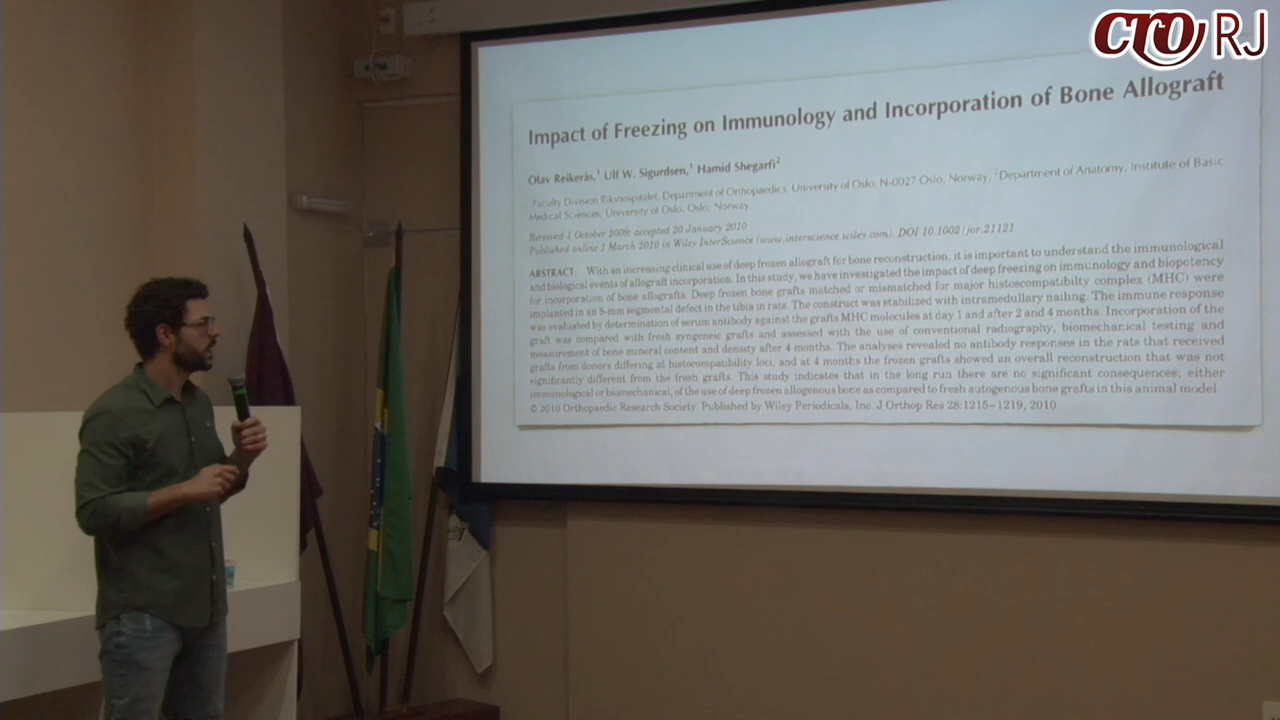 CTO RJ
Impact of Freezing on Immunology and Incorporation of Bone Allograft
Olav Reikerås,¹ Ulf W. Sigurdsen,¹ Hamid Shegarfi²
¹Faculty Division Rikshospitalet, Department of Orthopaedics, University of Oslo, N-0027 Oslo, Norway, ²Department of Anatomy, Institute of Basic
Medical Sciences, University of Oslo, Oslo, Norway
Received 1 October 2009; accepted 20 January 2010
Published online 1 March 2010 in Wiley InterScience (www.interscience.wiley.com). DOI 10.1002/jor.21121
ABSTRACT: With an increasing clinical use of deep frozen allograft for bone reconstruction, it is important to understand the immunological
and biological events of allograft incorporation. In this study, we have investigated the impact of deep freezing on immunology and biopotency
for incorporation of bone allografts. Deep frozen bone grafts matched or mismatched for major histoscompatibilty complex (MHC) were
implanted in an 8-mm segmental defect in the tibia in rats. The construct was stabilized with intramedullary nailing. The immune response
was evaluated by determination of serum antibody against the grafts MHC molecules at day 1 and after 2 and 4 months. Incorporation of the
graft was compared with fresh syngeneic grafts and assessed with the use of conventional radiography, biomechanical testing and
measurement of bone mineral content and density after 4 months. The analyses revealed no antibody responses in the rats that received
grafts from donors differing at histocompatibility loci, and at 4 months the frozen grafts showed an overall reconstruction that was not
significantly different from the fresh grafts. This study indicates that in the long run there are no significant consequences; either
immunological or biomechanical, of the use of deep frozen allogenous bone as compared to fresh autogenous bone grafts in this animal model.
© 2010 Orthopaedic Research Society. Published by Wiley Periodicals, Inc. J Orthop Res 28:1215–1219, 2010